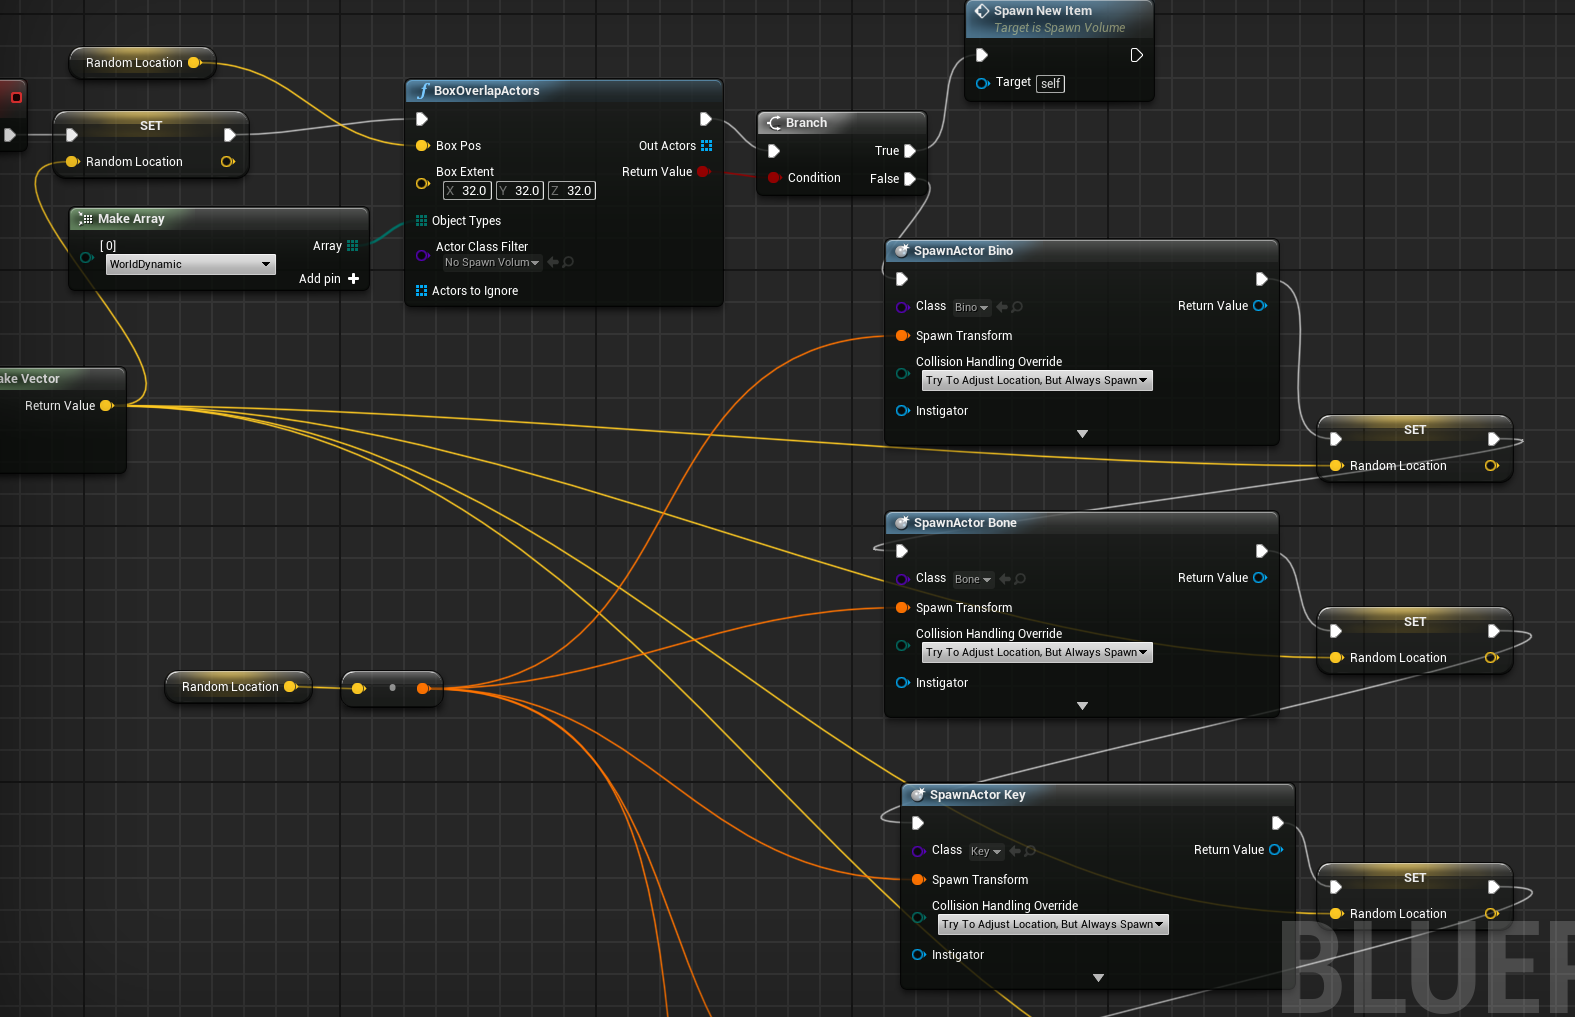 Spawn New Item
Target is Spawn Volume
Target self
Random Location
SET
Random Location
BoxOverlapActors
Box Pos
Out Actors
Box Extent
X 32.0 Y 32.0 Z 32.0
Return Value
Object Types
Actor Class Filter
No Spawn Volum
Actors to Ignore
Branch
True
Condition
False
Make Array
[ 0]
Array
WorldDynamic
Add pin
ake Vector
Return Value
SpawnActor Bino
Class Bino
Return Value
Spawn Transform
Collision Handling Override
Try To Adjust Location, But Always Spawn
Instigator
SET
Random Location
SpawnActor Bone
Class Bone
Return Value
Spawn Transform
Collision Handling Override
Try To Adjust Location, But Always Spawn
Instigator
SET
Random Location
Random Location
SpawnActor Key
Class Key
Return Value
Spawn Transform
Collision Handling Override
Try To Adjust Location, But Always Spawn
Instigator
SET
Random Location
BLUEP